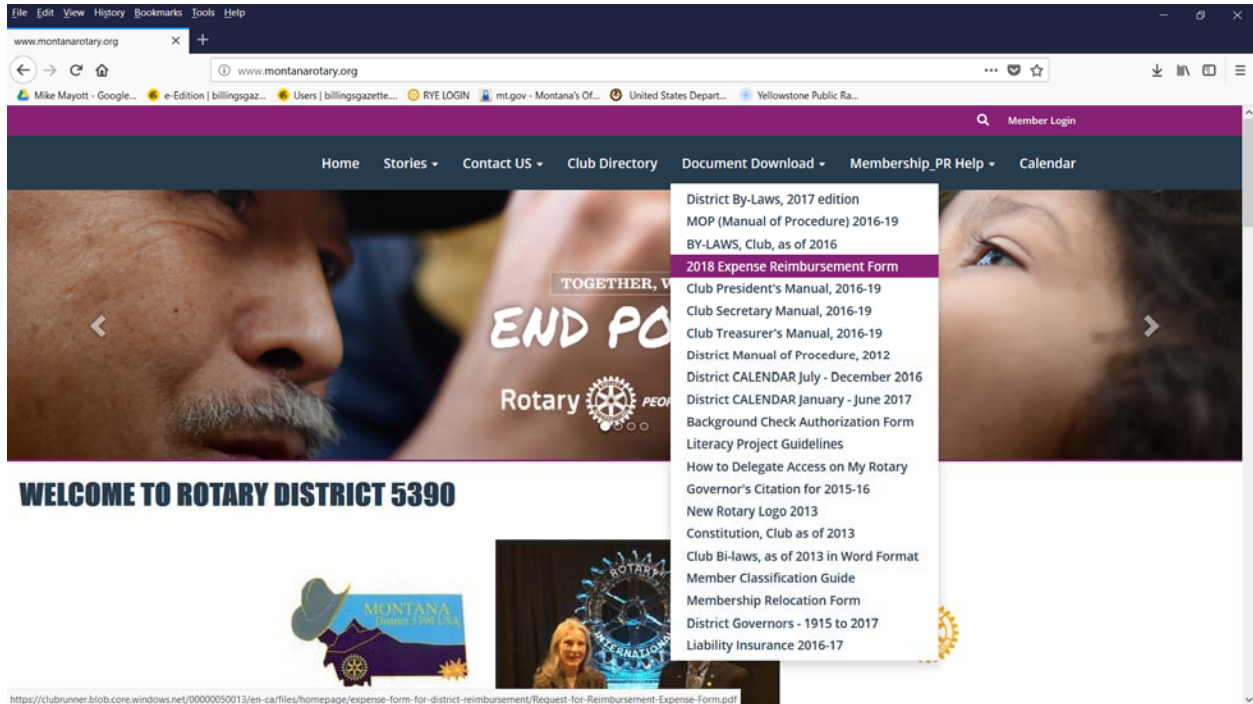 File Edit View History Bookmarks Tools Help
www.montanarotary.org
www.montanarotary.org
Mike Mayott - Google... e-Edition | billingsgaz... Users | billingsgazette.... RYE LOGIN mt.gov - Montana's Of... United States Depart... Yellowstone Public Ra...
Member Login
Home Stories Contact US Club Directory Document Download Membership_PR Help Calendar
District By-Laws, 2017 edition
MOP (Manual of Procedure) 2016-19
BY-LAWS, Club, as of 2016
2018 Expense Reimbursement Form
Club President's Manual, 2016-19
Club Secretary Manual, 2016-19
Club Treasurer's Manual, 2016-19
District Manual of Procedure, 2012
District CALENDAR July - December 2016
District CALENDAR January - June 2017
Background Check Authorization Form
Literacy Project Guidelines
How to Delegate Access on My Rotary
Governor's Citation for 2015-16
New Rotary Logo 2013
Constitution, Club as of 2013
Club Bi-laws, as of 2013 in Word Format
Member Classification Guide
Membership Relocation Form
District Governors - 1915 to 2017
Liability Insurance 2016-17
TOGETHER, W
END PO
Rotary PEOP
WELCOME TO ROTARY DISTRICT 5390
MONTANA
District 5390 USA
ROTARY
INTERNATIONAL
https://clubrunner.blob.core.windows.net/00000050013/en-ca/files/homepage/expense-form-for-district-reimbursement/Request-for-Reimbursement-Expense-Form.pdf